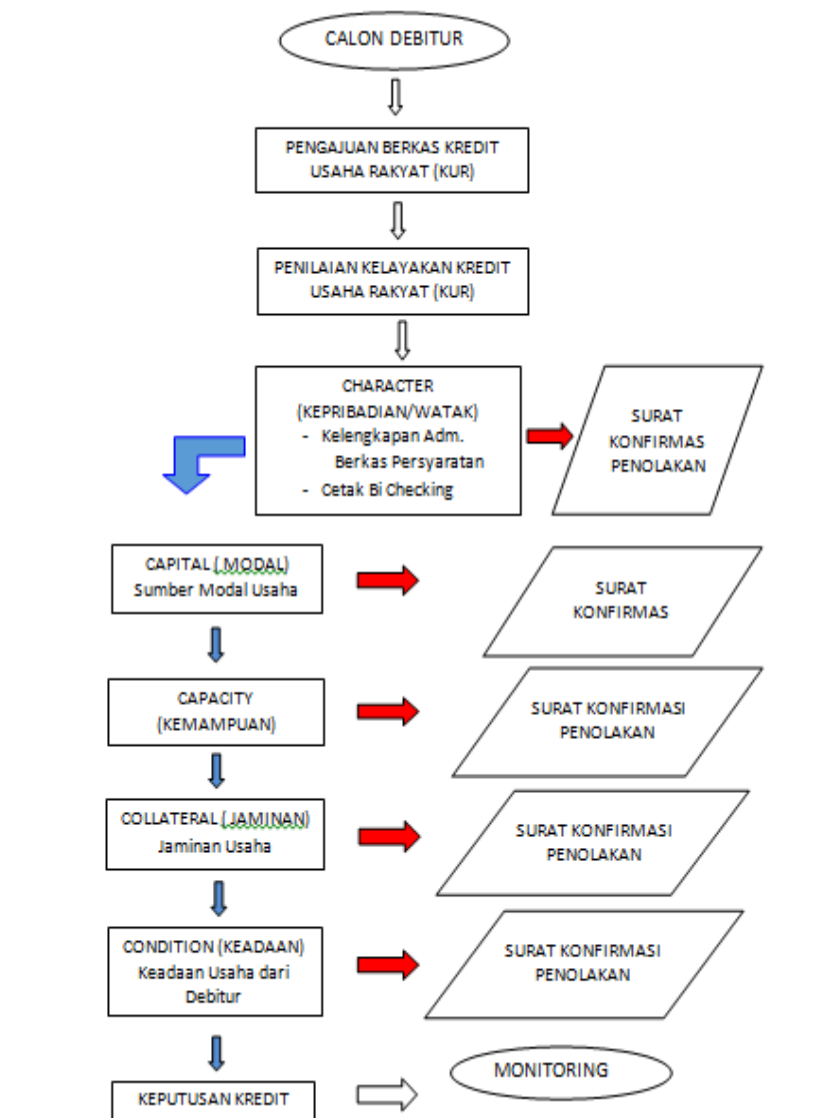 CALON DEBITUR
PENGAJUAN BERKAS KREDIT
USAHA RAKYAT (KUR)
PENILAIAN KELAYAKAN KREDIT
USAHA RAKYAT (KUR)
CHARACTER
(KEPRIBADIAN/WATAK)
- Kelengkapan Adm.
Berkas Persyaratan
- Cetak Bi Checking
SURAT
KONFIRMAS
PENOLAKAN
CAPITAL ( MODAL)
Sumber Modal Usaha
SURAT
KONFIRMAS
CAPACITY
(KEMAMPUAN)
SURAT KONFIRMASI
PENOLAKAN
COLLATERAL ( JAMINAN)
Jaminan Usaha
SURAT KONFIRMASI
PENOLAKAN
CONDITION (KEADAAN)
Keadaan Usaha dari
Debitur
SURAT KONFIRMASI
PENOLAKAN
KEPUTUSAN KREDIT
MONITORING